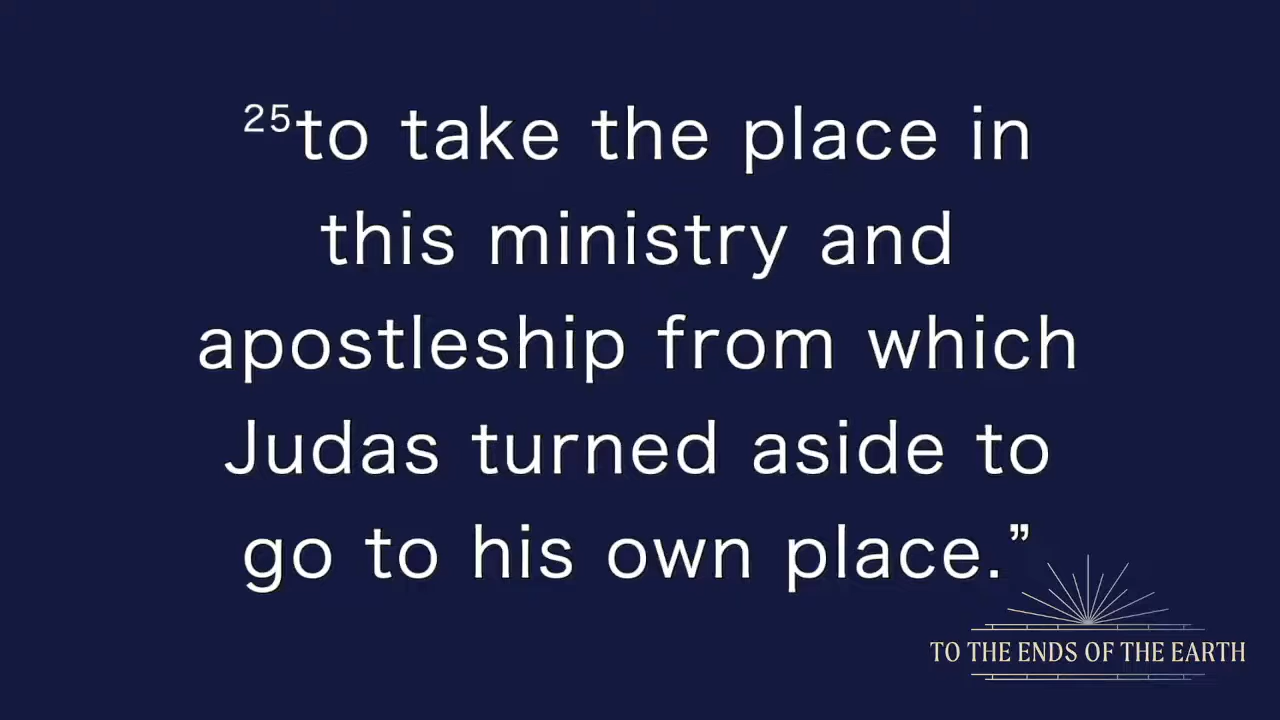 ²⁵to take the place in
this ministry and
apostleship from which
Judas turned aside to
go to his own place.”
TO THE ENDS OF THE EARTH